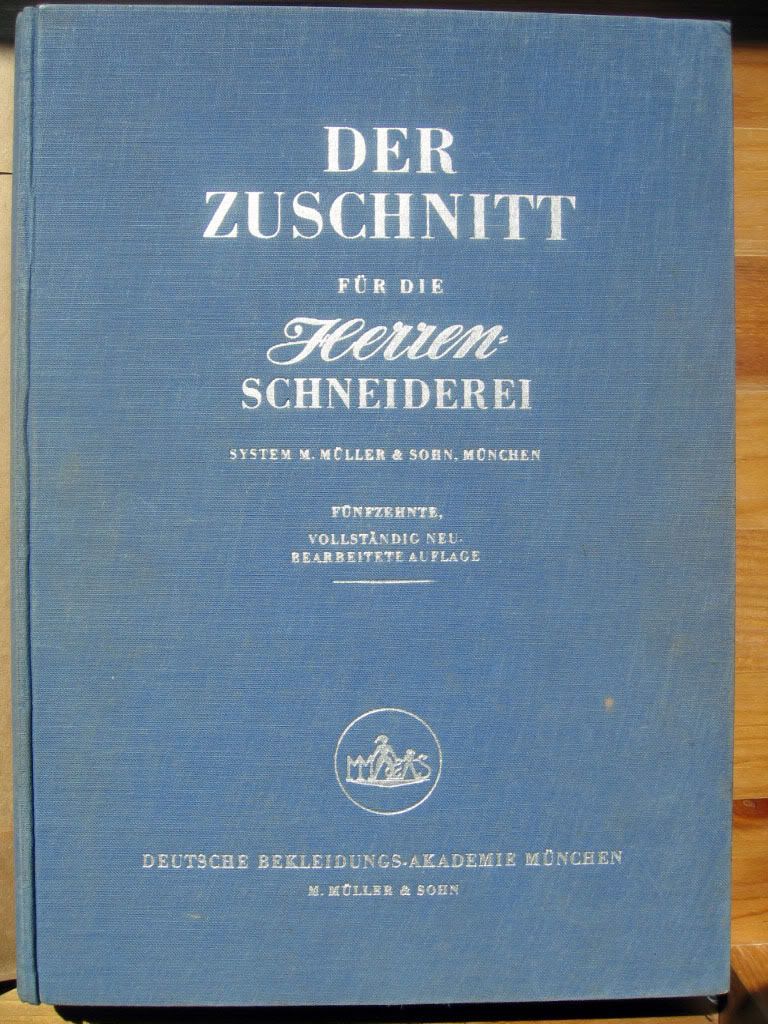 DER
ZUSCHNITT
FÜR DIE
Herren-
SCHNEIDEREI
SYSTEM M. MÜLLER & SOHN, MÜNCHEN
FÜNFZEHNTE,
VOLLSTÄNDIG NEU-
BEARBEITETE AUFLAGE
DEUTSCHE BEKLEIDUNGS-AKADEMIE MÜNCHEN
M. MÜLLER & SOHN